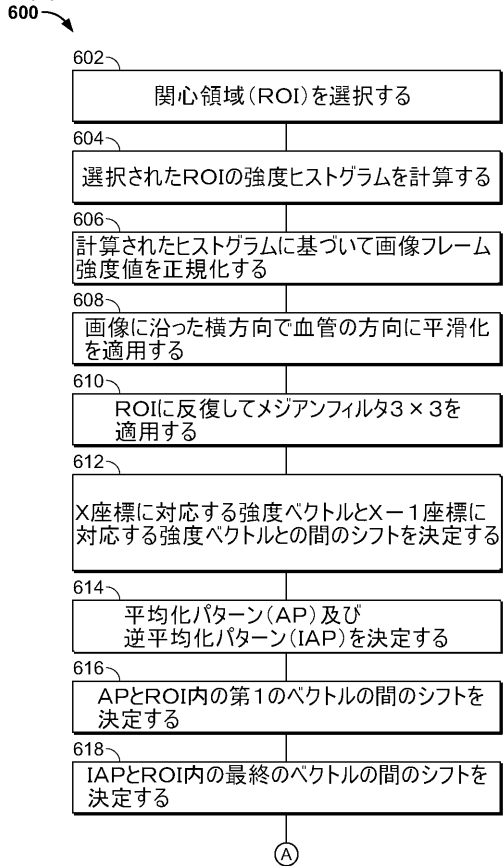 600
602
関心領域(ROI)を選択する
604
選択されたROIの強度ヒストグラムを計算する
606
計算されたヒストグラムに基づいて画像フレーム
強度値を正規化する
608
画像に沿った横方向で血管の方向に平滑化
を適用する
610
ROIに反復してメジアンフィルタ3×3を
適用する
612
X座標に対応する強度ベクトルとX－1座標に
対応する強度ベクトルとの間のシフトを決定する
614
平均化パターン(AP)及び
逆平均化パターン(IAP)を決定する
616
APとROI内の第1のベクトルの間のシフトを
決定する
618
IAPとROI内の最終のベクトルの間のシフトを
決定する
A